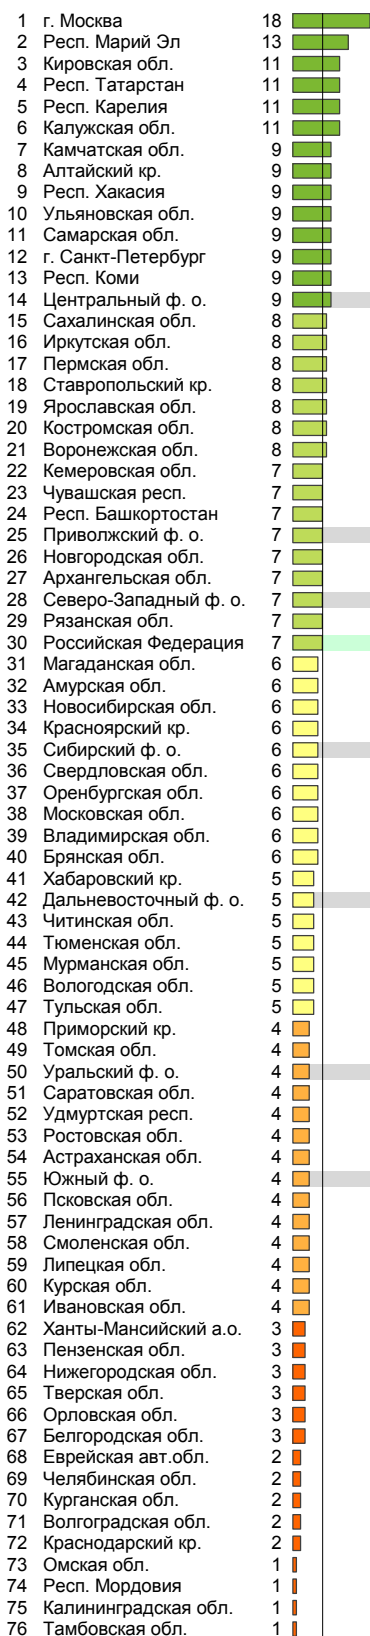 1 г. Москва 18
2 Респ. Марий Эл 13
3 Кировская обл. 11
4 Респ. Татарстан 11
5 Респ. Карелия 11
6 Калужская обл. 11
7 Камчатская обл. 9
8 Алтайский кр. 9
9 Респ. Хакасия 9
10 Ульяновская обл. 9
11 Самарская обл. 9
12 г. Санкт-Петербург 9
13 Респ. Коми 9
14 Центральный ф. о. 9
15 Сахалинская обл. 8
16 Иркутская обл. 8
17 Пермская обл. 8
18 Ставропольский кр. 8
19 Ярославская обл. 8
20 Костромская обл. 8
21 Воронежская обл. 8
22 Кемеровская обл. 7
23 Чувашская респ. 7
24 Респ. Башкортостан 7
25 Приволжский ф. о. 7
26 Новгородская обл. 7
27 Архангельская обл. 7
28 Северо-Западный ф. о. 7
29 Рязанская обл. 7
30 Российская Федерация 7
31 Магаданская обл. 6
32 Амурская обл. 6
33 Новосибирская обл. 6
34 Красноярский кр. 6
35 Сибирский ф. о. 6
36 Свердловская обл. 6
37 Оренбургская обл. 6
38 Московская обл. 6
39 Владимирская обл. 6
40 Брянская обл. 6
41 Хабаровский кр. 5
42 Дальневосточный ф. о. 5
43 Читинская обл. 5
44 Тюменская обл. 5
45 Мурманская обл. 5
46 Вологодская обл. 5
47 Тульская обл. 5
48 Приморский кр. 4
49 Томская обл. 4
50 Уральский ф. о. 4
51 Саратовская обл. 4
52 Удмуртская респ. 4
53 Ростовская обл. 4
54 Астраханская обл. 4
55 Южный ф. о. 4
56 Псковская обл. 4
57 Ленинградская обл. 4
58 Смоленская обл. 4
59 Липецкая обл. 4
60 Курская обл. 4
61 Ивановская обл. 4
62 Ханты-Мансийский а.о. 3
63 Пензенская обл. 3
64 Нижегородская обл. 3
65 Тверская обл. 3
66 Орловская обл. 3
67 Белгородская обл. 3
68 Еврейская авт.обл. 2
69 Челябинская обл. 2
70 Курганская обл. 2
71 Волгоградская обл. 2
72 Краснодарский кр. 2
73 Омская обл. 1
74 Респ. Мордовия 1
75 Калининградская обл. 1
76 Тамбовская обл. 1